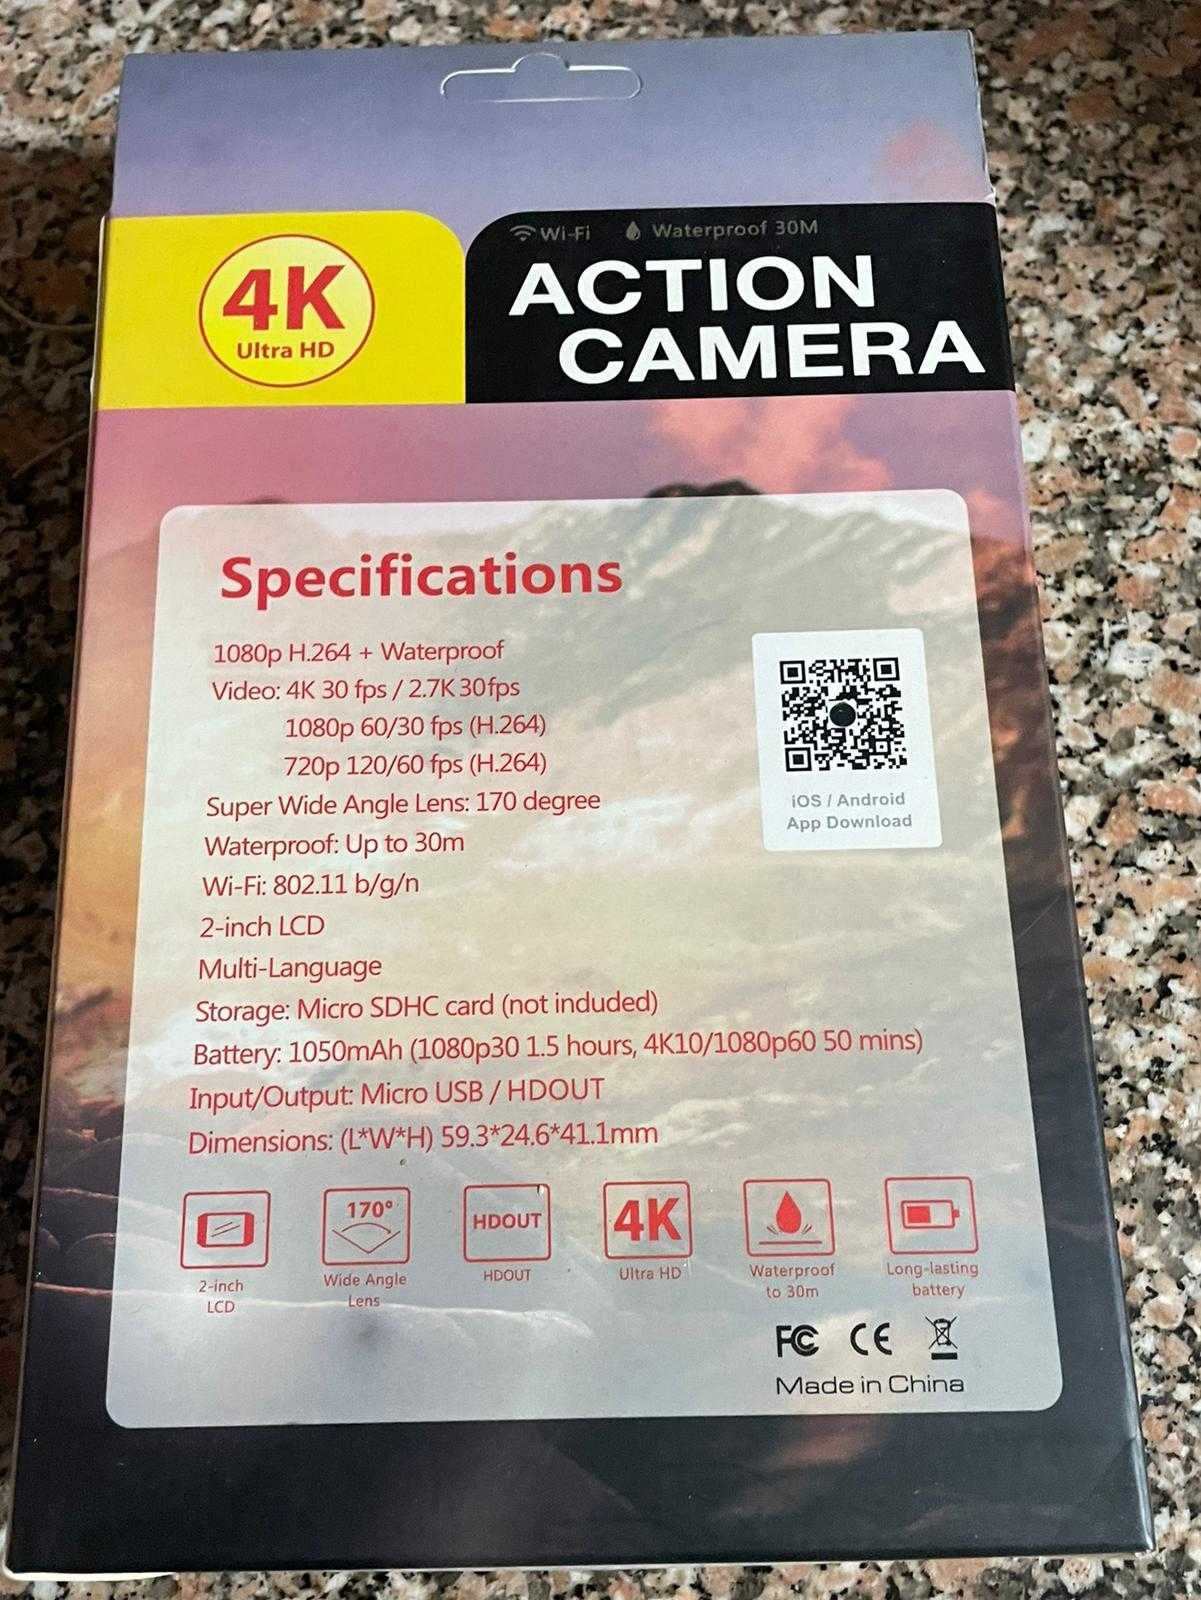 Wi-Fi Waterproof 30M
4K
Ultra HD
ACTION
CAMERA
Specifications
1080p H.264 + Waterproof
Video: 4K 30 fps / 2.7K 30fps
1080p 60/30 fps (H.264)
720p 120/60 fps (H.264)
Super Wide Angle Lens: 170 degree
Waterproof: Up to 30m
Wi-Fi: 802.11 b/g/n
2-inch LCD
Multi-Language
Storage: Micro SDHC card (not induded)
Battery: 1050mAh (1080p30 1.5 hours, 4K10/1080p60 50 mins)
Input/Output: Micro USB / HDOUT
Dimensions: (L*W*H) 59.3*24.6*41.1mm
iOS / Android
App Download
2-inch
LCD
170°
Wide Angle
Lens
HDOUT
HDOUT
4K
Ultra HD
Waterproof
to 30m
Long-lasting
battery
FC CE
Made in China